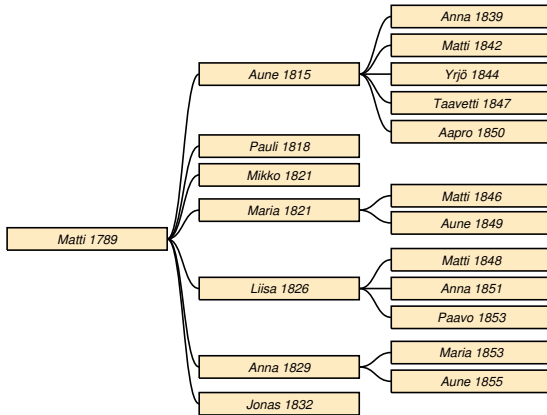 Matti 1789
Aune 1815
Anna 1839
Matti 1842
Yrjö 1844
Taavetti 1847
Aapro 1850
Pauli 1818
Mikko 1821
Maria 1821
Matti 1846
Aune 1849
Liisa 1826
Matti 1848
Anna 1851
Paavo 1853
Anna 1829
Maria 1853
Aune 1855
Jonas 1832